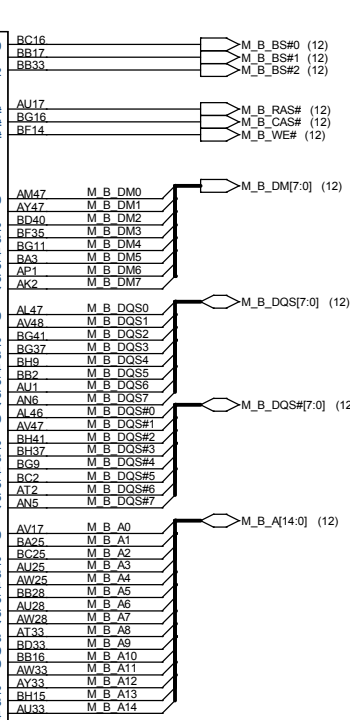 BC16 M_B_BS#0 (12)
BB17 M_B_BS#1 (12)
BB33 M_B_BS#2 (12)
AU17 M_B_RAS# (12)
BG16 M_B_CAS# (12)
BF14 M_B_WE# (12)
M_B_DM[7:0] (12)
AM47 M_B_DM0
AY47 M_B_DM1
BD40 M_B_DM2
BF35 M_B_DM3
BG11 M_B_DM4
BA3 M_B_DM5
AP1 M_B_DM6
AK2 M_B_DM7
M_B_DQS[7:0] (12)
AL47 M_B_DQS0
AV48 M_B_DQS1
BG41 M_B_DQS2
BG37 M_B_DQS3
BH9 M_B_DQS4
BB2 M_B_DQS5
AU1 M_B_DQS6
AN6 M_B_DQS7
M_B_DQS#[7:0] (12
AL46 M_B_DQS#0
AV47 M_B_DQS#1
BH41 M_B_DQS#2
BH37 M_B_DQS#3
BG9 M_B_DQS#4
BC2 M_B_DQS#5
AT2 M_B_DQS#6
AN5 M_B_DQS#7
M_B_A[14:0] (12)
AV17 M_B_A0
BA25 M_B_A1
BC25 M_B_A2
AU25 M_B_A3
AW25 M_B_A4
BB28 M_B_A5
AU28 M_B_A6
AW28 M_B_A7
AT33 M_B_A8
BD33 M_B_A9
BB16 M_B_A10
AW33 M_B_A11
AY33 M_B_A12
BH15 M_B_A13
AU33 M_B_A14